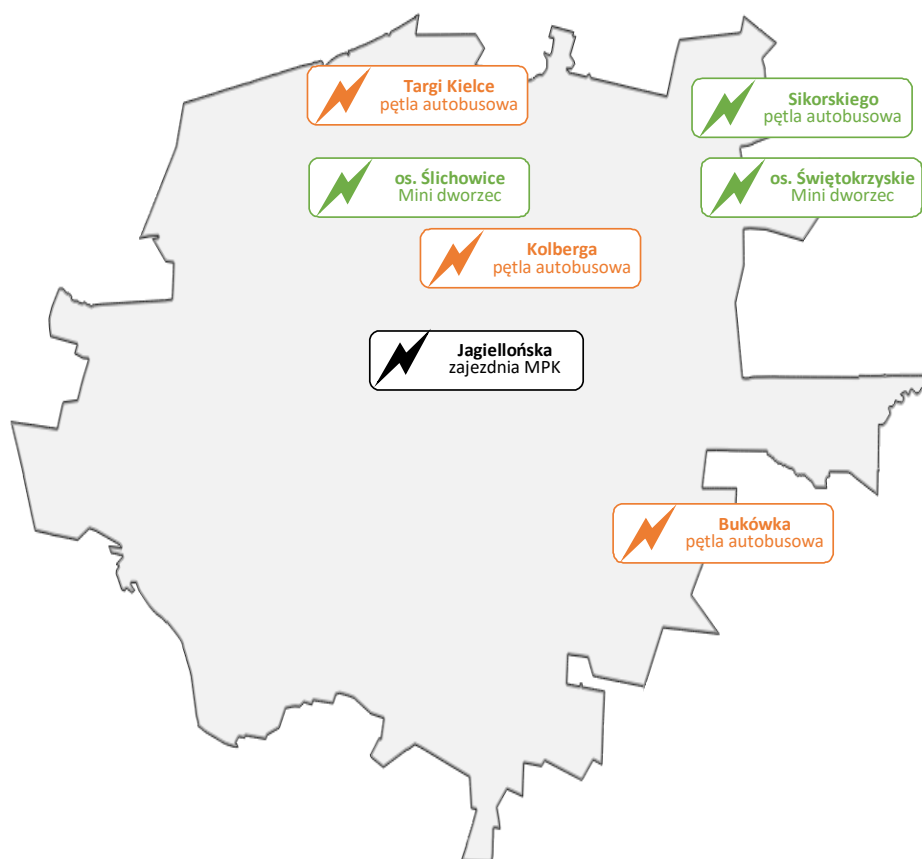 Targi Kielce
pętla autobusowa
Sikorskiego
pętla autobusowa
os. Ślichowice
Mini dworzec
os. Świętokrzyskie
Mini dworzec
Kolberga
pętla autobusowa
Jagiellońska
zajezdnia MPK
Bukówka
pętla autobusowa